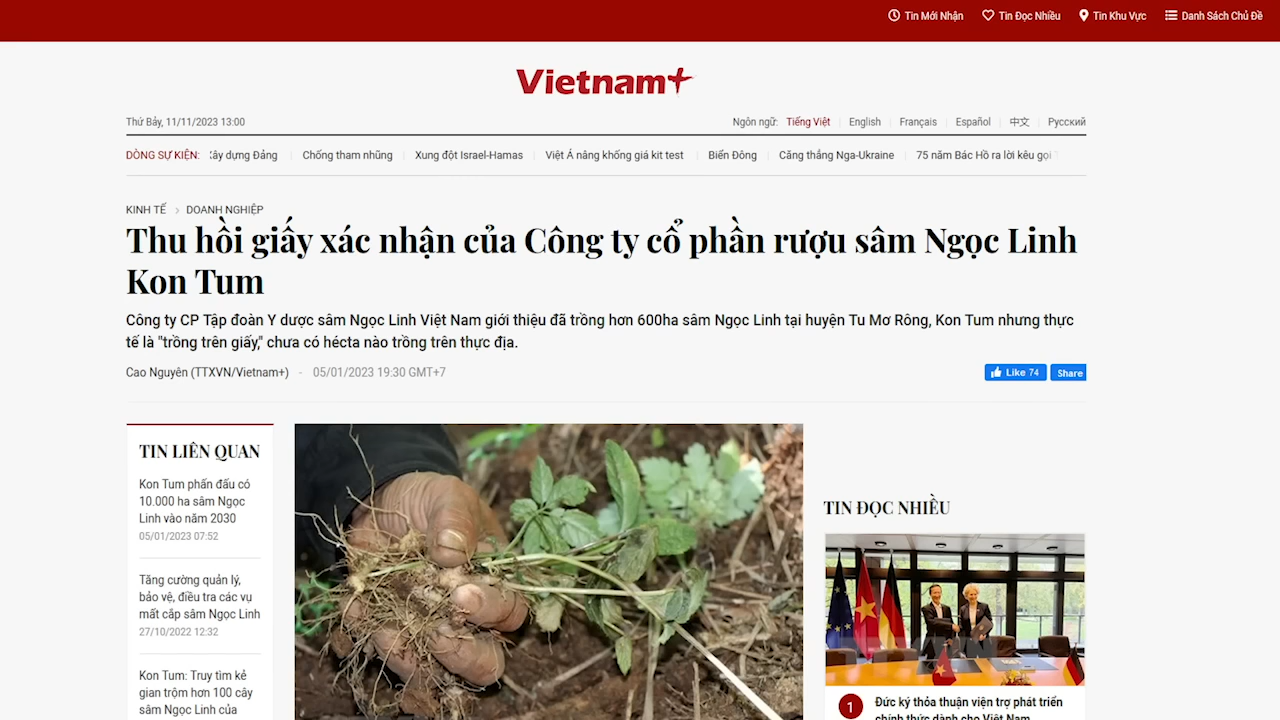 Tin Mới Nhận Tin Đọc Nhiều Tin Khu Vực Danh Sách Chủ Đề
Vietnam+
Thứ Bảy, 11/11/2023 13:00
Ngôn ngữ: Tiếng Việt English Français Español 中文 Русский
DÒNG SỰ KIỆN: Xây dựng Đảng Chống tham nhũng Xung đột Israel-Hamas Việt Á nâng khống giá kit test Biển Đông Căng thẳng Nga-Ukraine 75 năm Bác Hồ ra lời kêu gọi T
KINH TẾ > DOANH NGHIỆP
Thu hồi giấy xác nhận của Công ty cổ phần rượu sâm Ngọc Linh
Kon Tum
Công ty CP Tập đoàn Y dược sâm Ngọc Linh Việt Nam giới thiệu đã trồng hơn 600ha sâm Ngọc Linh tại huyện Tu Mơ Rông, Kon Tum nhưng thực
tế là "trồng trên giấy," chưa có hécta nào trồng trên thực địa.
Cao Nguyên (TTXVN/Vietnam+) - 05/01/2023 19:30 GMT+7
Like 74 Share
TIN LIÊN QUAN
Kon Tum phấn đấu có
10.000 ha sâm Ngọc
Linh vào năm 2030
05/01/2023 07:52
Tăng cường quản lý,
bảo vệ, điều tra các vụ
mất cắp sâm Ngọc Linh
27/10/2022 12:32
Kon Tum: Truy tìm kẻ
gian trộm hơn 100 cây
sâm Ngọc Linh của
TIN ĐỌC NHIỀU
1 Đức ký thỏa thuận viện trợ phát triển
chính thức dành cho Việt Nam